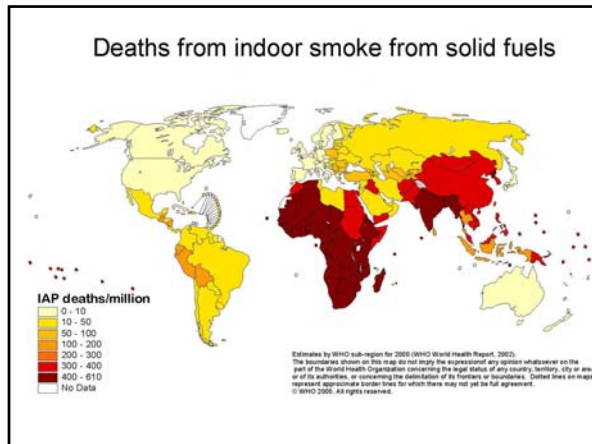 Deaths from indoor smoke from solid fuels
IAP deaths/million
0 - 10
10 - 50
50 - 100
100 - 200
200 - 300
300 - 400
400 - 610
No Data
Estimates by WHO sub-region for 2000 (WHO World Health Report, 2002).
The boundaries shown on this map do not imply the expression of any opinion whatsoever on the
part of the World Health Organization concerning the legal status of any country, territory, city or area
or of its authorities, or concerning the delimitation of its frontiers or boundaries. Dotted lines on maps
represent approximate border lines for which there may not yet be full agreement.
© WHO 2005. All rights reserved.